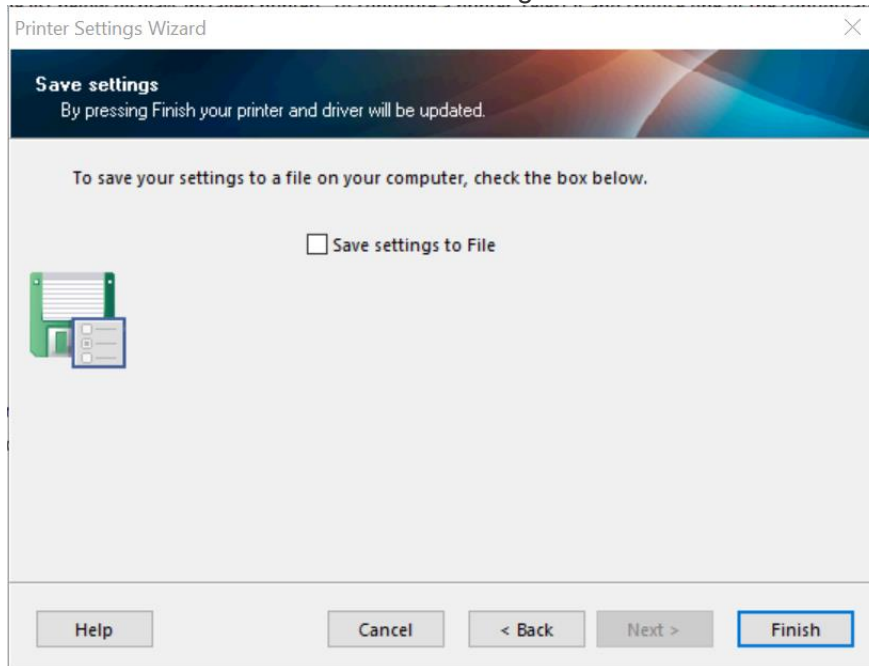 Printer Settings Wizard
Save settings
By pressing Finish your printer and driver will be updated.
To save your settings to a file on your computer, check the box below.
Save settings to File
Help Cancel < Back Next > Finish